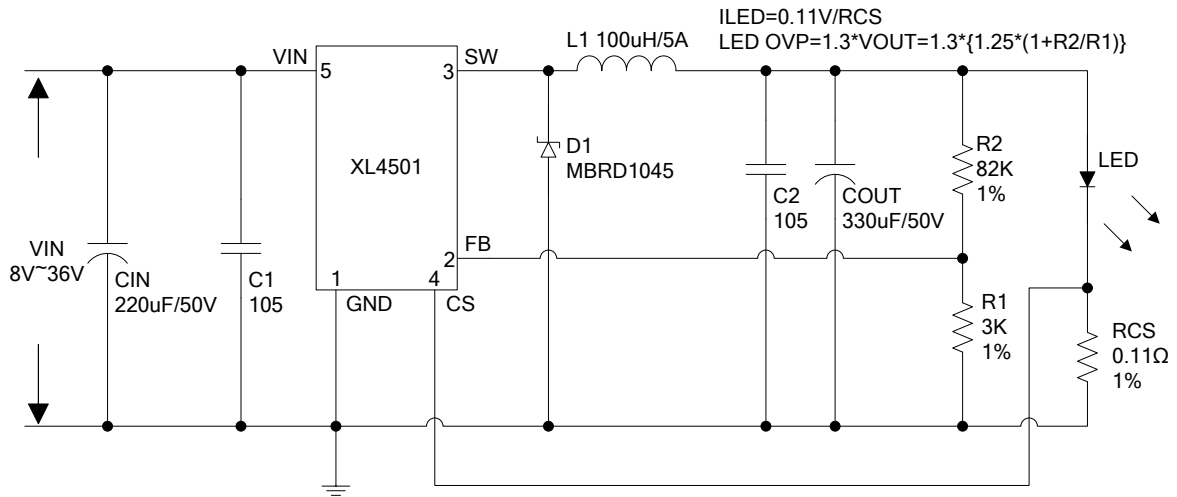 ILED=0.11V/RCS
LED OVP=1.3*VOUT=1.3*{1.25*(1+R2/R1)}
L1 100uH/5A
VIN
5
3
SW
XL4501
D1
MBRD1045
R2
82K
1%
LED
C2
105
COUT
330uF/50V
FB
2
VIN
8V~36V
CIN
220uF/50V
C1
105
1
GND
4
CS
R1
3K
1%
RCS
0.11Ω
1%